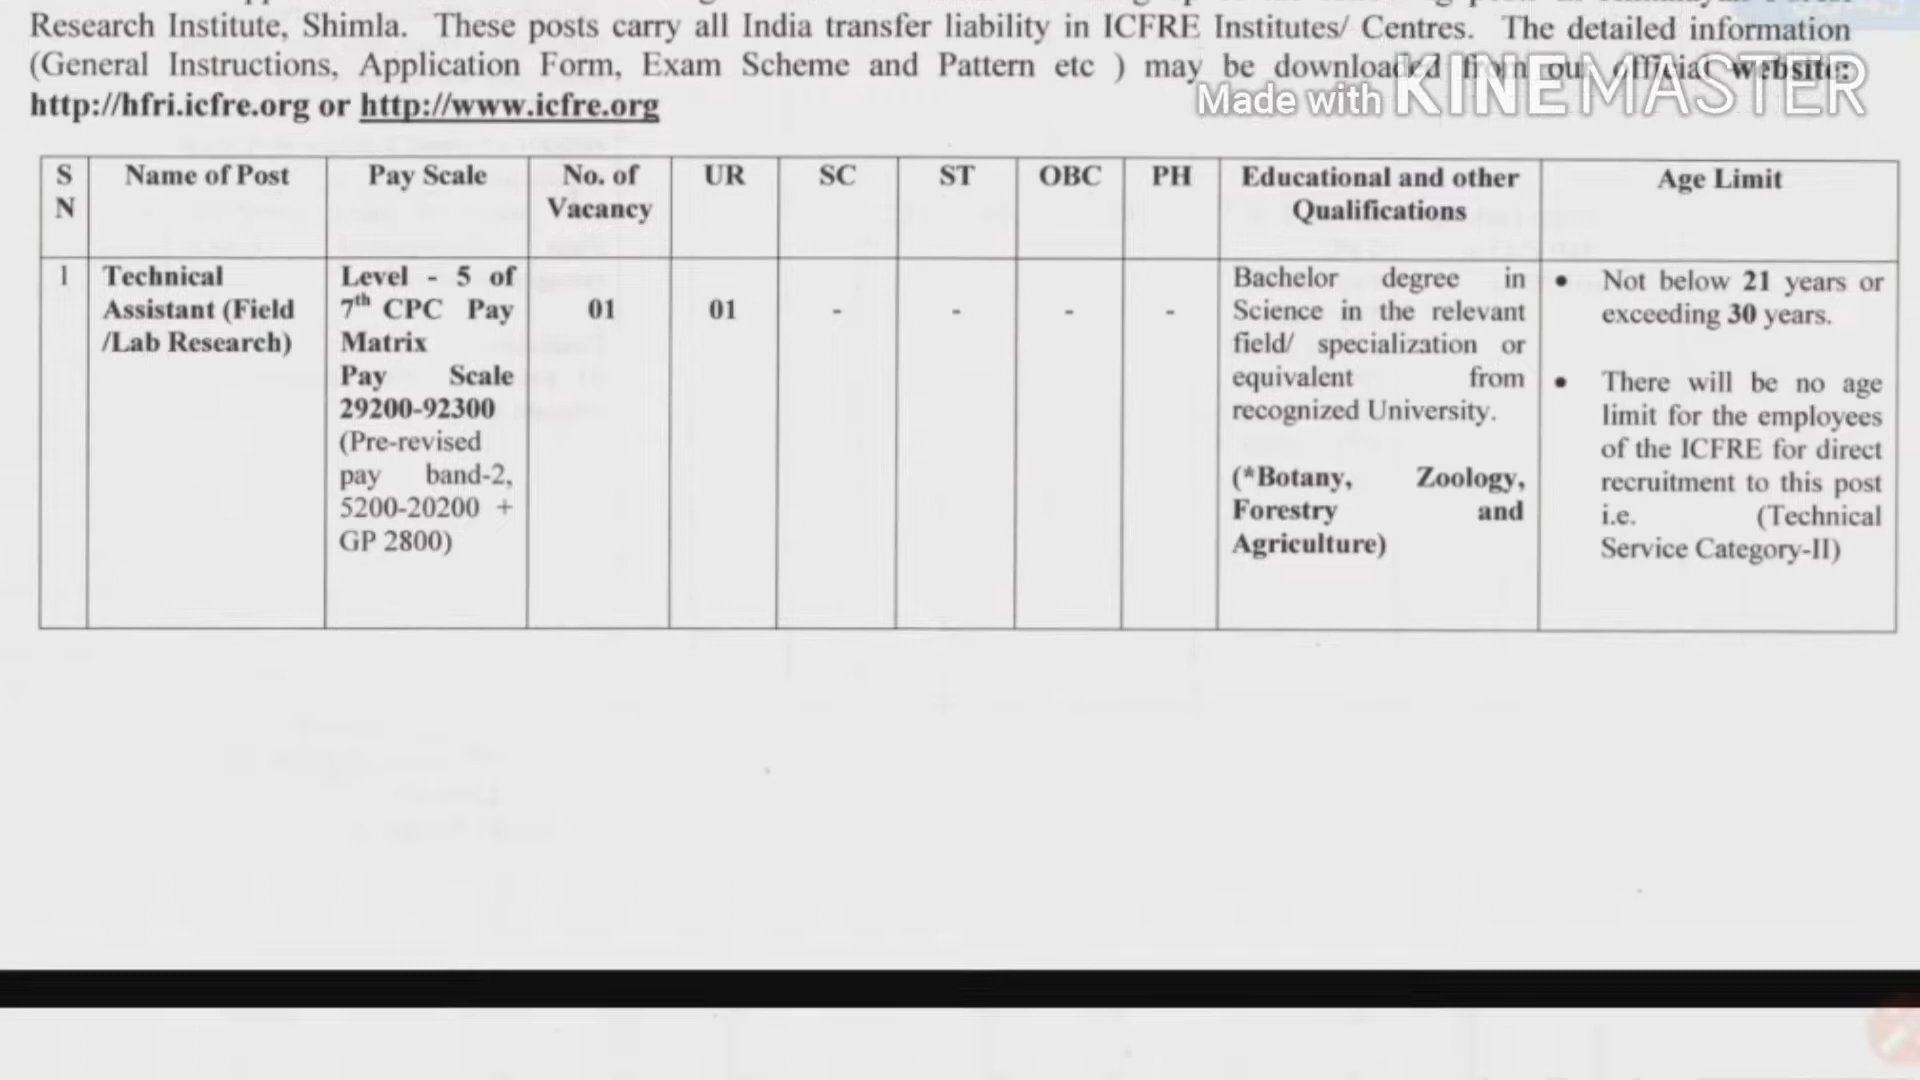 Research Institute, Shimla. These posts carry all India transfer liability in ICFRE Institutes/ Centres. The detailed information
(General Instructions, Application Form, Exam Scheme and Pattern etc ) may be downloaded from our official website:
http://hfri.icfre.org or http://www.icfre.org
Made with KINEMASTER
S N
Name of Post
Pay Scale
No. of Vacancy
UR
SC
ST
OBC
PH
Educational and other
Qualifications
Age Limit
1
Technical
Assistant (Field
/Lab Research)
Level - 5 of
7th CPC Pay
Matrix
Pay Scale
29200-92300
(Pre-revised
pay band-2,
5200-20200 +
GP 2800)
01
01
-
-
-
-
Bachelor degree in
Science in the relevant
field/ specialization or
equivalent from
recognized University.
(*Botany, Zoology,
Forestry and
Agriculture)
• Not below 21 years or
exceeding 30 years.
• There will be no age
limit for the employees
of the ICFRE for direct
recruitment to this post
i.e. (Technical
Service Category-II)